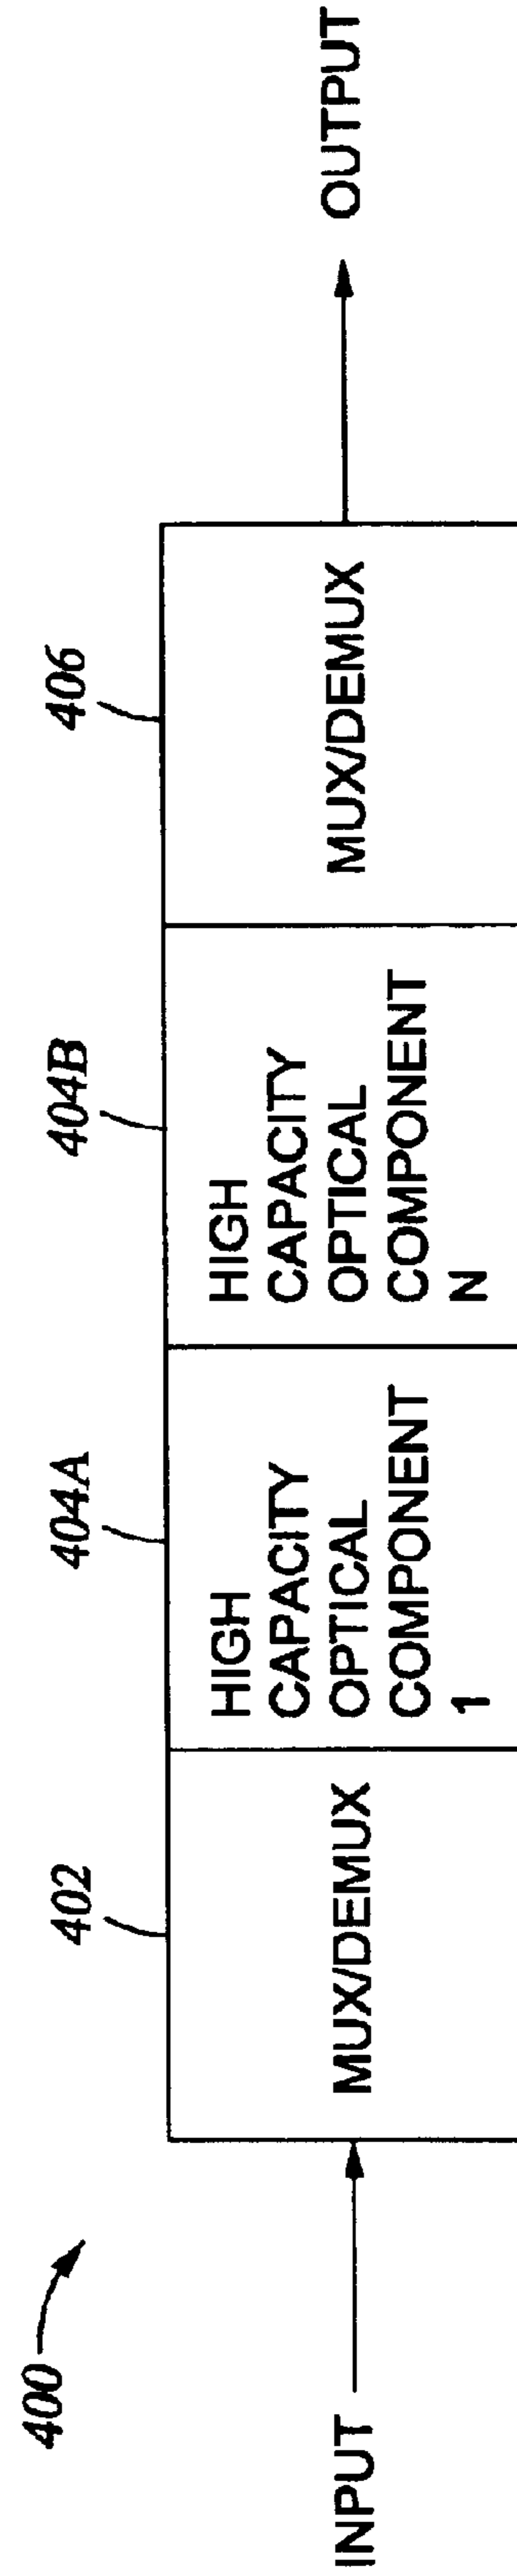 400
402
404A
404B
406
INPUT
MUX/DEMUX
HIGH
CAPACITY
OPTICAL
COMPONENT
1
HIGH
CAPACITY
OPTICAL
COMPONENT
N
MUX/DEMUX
OUTPUT